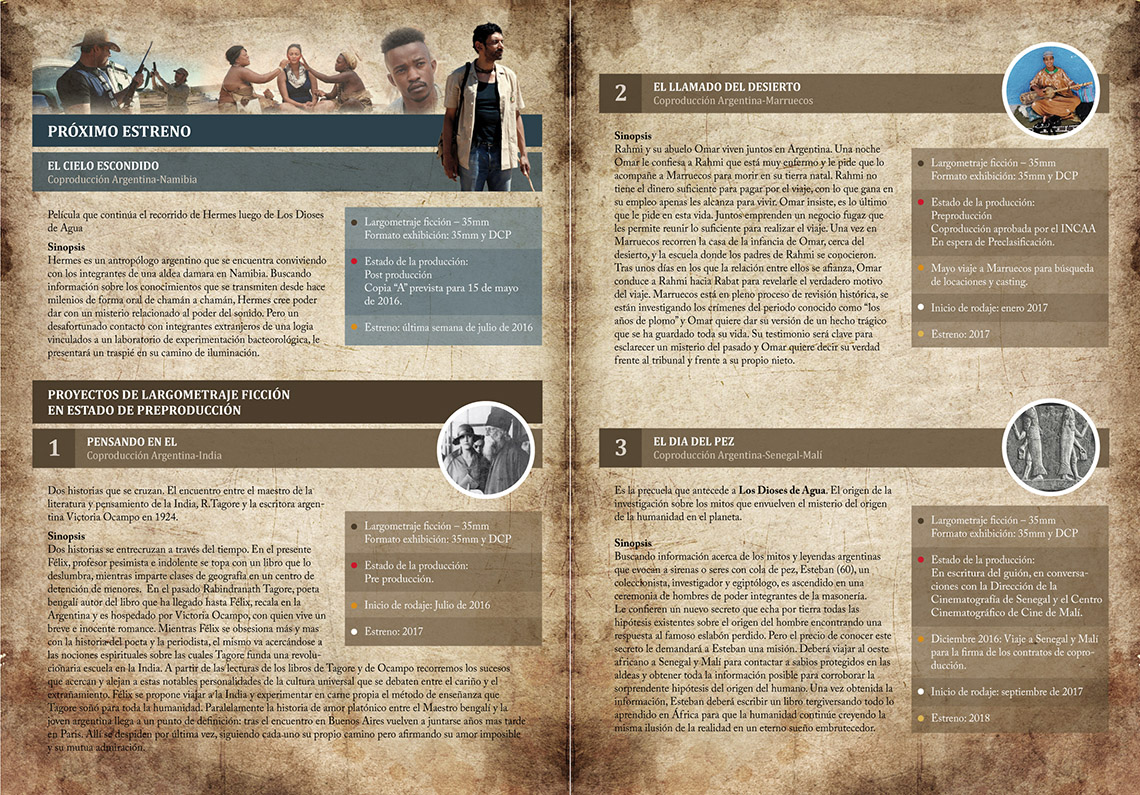 PRÓXIMO ESTRENO
EL CIELO ESCONDIDO
Coproducción Argentina-Namibia
Película que continúa el recorrido de Hermes luego de Los Dioses
de Agua
Sinopsis
Hermes es un antropólogo argentino que se encuentra conviviendo
con los integrantes de una aldea damara en Namibia. Buscando
información sobre los conocimientos que se transmiten desde hace
milenios de forma oral de chamán a chamán, Hermes cree poder
dar con un misterio relacionado al poder del sonido. Pero un
desafortunado contacto con integrantes extranjeros de una logia
vinculados a un laboratorio de experimentación bacteorológica, le
presentará un traspié en su camino de iluminación.
Largometraje ficción – 35mm
Formato exhibición: 35mm y DCP
Estado de la producción:
Post producción
Copia “A” prevista para 15 de mayo
de 2016.
Estreno: última semana de julio de 2016
PROYECTOS DE LARGOMETRAJE FICCIÓN
EN ESTADO DE PREPRODUCCIÓN
1
PENSANDO EN EL
Coproducción Argentina-India
Dos historias que se cruzan. El encuentro entre el maestro de la
literatura y pensamiento de la India, R.Tagore y la escritora argen-
tina Victoria Ocampo en 1924.
Sinopsis
Dos historias se entrecruzan a través del tiempo. En el presente
Félix, profesor pesimista e indolente se topa con un libro que lo
deslumbra, mientras imparte clases de geografía en un centro de
detención de menores. En el pasado Rabindranath Tagore, poeta
bengalí autor del libro que ha llegado hasta Félix, recala en la
Argentina y es hospedado por Victoria Ocampo, con quien vive un
breve e inocente romance. Mientras Félix se obsesiona más y mas
con la historia del poeta y la periodista, el mismo va acercándose a
las nociones espirituales sobre las cuales Tagore funda una revolu-
cionaria escuela en la India. A partir de las lecturas de los libros de Tagore y de Ocampo recorremos los sucesos
que acercan y alejan a estas notables personalidades de la cultura universal que se debaten entre el cariño y el
extrañamiento. Félix se propone viajar a la India y experimentar en carne propia el método de enseñanza que
Tagore soñó para toda la humanidad. Paralelamente la historia de amor platónico entre el Maestro bengalí y la
joven argentina llega a un punto de definición: tras el encuentro en Buenos Aires vuelven a juntarse años mas tarde
en Paris. Allí se despiden por última vez, siguiendo cada uno su propio camino pero afirmando su amor imposible
y su mutua admiración.
Largometraje ficción – 35mm
Formato exhibición: 35mm y DCP
Estado de la producción:
Pre producción.
Inicio de rodaje: Julio de 2016
Estreno: 2017
2
EL LLAMADO DEL DESIERTO
Coproducción Argentina-Marruecos
Sinopsis
Rahmi y su abuelo Omar viven juntos en Argentina. Una noche
Omar le confiesa a Rahmi que está muy enfermo y le pide que lo
acompañe a Marruecos para morir en su tierra natal. Rahmi no
tiene el dinero suficiente para pagar por el viaje, con lo que gana en
su empleo apenas les alcanza para vivir. Omar insiste, es lo último
que le pide en esta vida. Juntos emprenden un negocio fugaz que
les permite reunir lo suficiente para realizar el viaje. Una vez en
Marruecos recorren la casa de la infancia de Omar, cerca del
desierto, y la escuela donde los padres de Rahmi se conocieron.
Tras unos días en los que la relación entre ellos se afianza, Omar
conduce a Rahmi hacia Rabat para revelarle el verdadero motivo
del viaje. Marruecos está en pleno proceso de revisión histórica, se
están investigando los crímenes del periodo conocido como “los
años de plomo” y Omar quiere dar su versión de un hecho trágico
que se ha guardado toda su vida. Su testimonio será clave para
esclarecer un misterio del pasado y Omar quiere decir su verdad
frente al tribunal y frente a su propio nieto.
Largometraje ficción – 35mm
Formato exhibición: 35mm y DCP
Estado de la producción:
Preproducción
Coproducción aprobada por el INCAA
En espera de Preclasificación.
Mayo viaje a Marruecos para búsqueda
de locaciones y casting.
Inicio de rodaje: enero 2017
Estreno: 2017
3
EL DIA DEL PEZ
Coproducción Argentina-Senegal-Malí
Es la precuela que antecede a Los Dioses de Agua. El origen de la
investigación sobre los mitos que envuelven el misterio del origen
de la humanidad en el planeta.
Sinopsis
Buscando información acerca de los mitos y leyendas argentinas
que evocan a sirenas o seres con cola de pez, Esteban (60), un
coleccionista, investigador y egiptólogo, es ascendido en una
ceremonia de hombres de poder integrantes de la masonería.
Le confieren un nuevo secreto que echa por tierra todas las
hipótesis existentes sobre el origen del hombre encontrando una
respuesta al famoso eslabón perdido. Pero el precio de conocer este
secreto le demandará a Esteban una misión. Deberá viajar al oeste
africano a Senegal y Malí para contactar a sabios protegidos en las
aldeas y obtener toda la información posible para corroborar la
sorprendente hipótesis del origen del humano. Una vez obtenida la
información, Esteban deberá escribir un libro tergiversando todo lo
aprendido en África para que la humanidad continúe creyendo la
misma ilusión de la realidad en un eterno sueño embrutecedor.
Largometraje ficción – 35mm
Formato exhibición: 35mm y DCP
Estado de la producción:
En escritura del guión, en conversa-
ciones con la Dirección de la
Cinematografía de Senegal y el Centro
Cinematográfico de Cine de Malí.
Diciembre 2016: Viaje a Senegal y Malí
para la firma de los contratos de copro-
ducción.
Inicio de rodaje: septiembre de 2017
Estreno: 2018